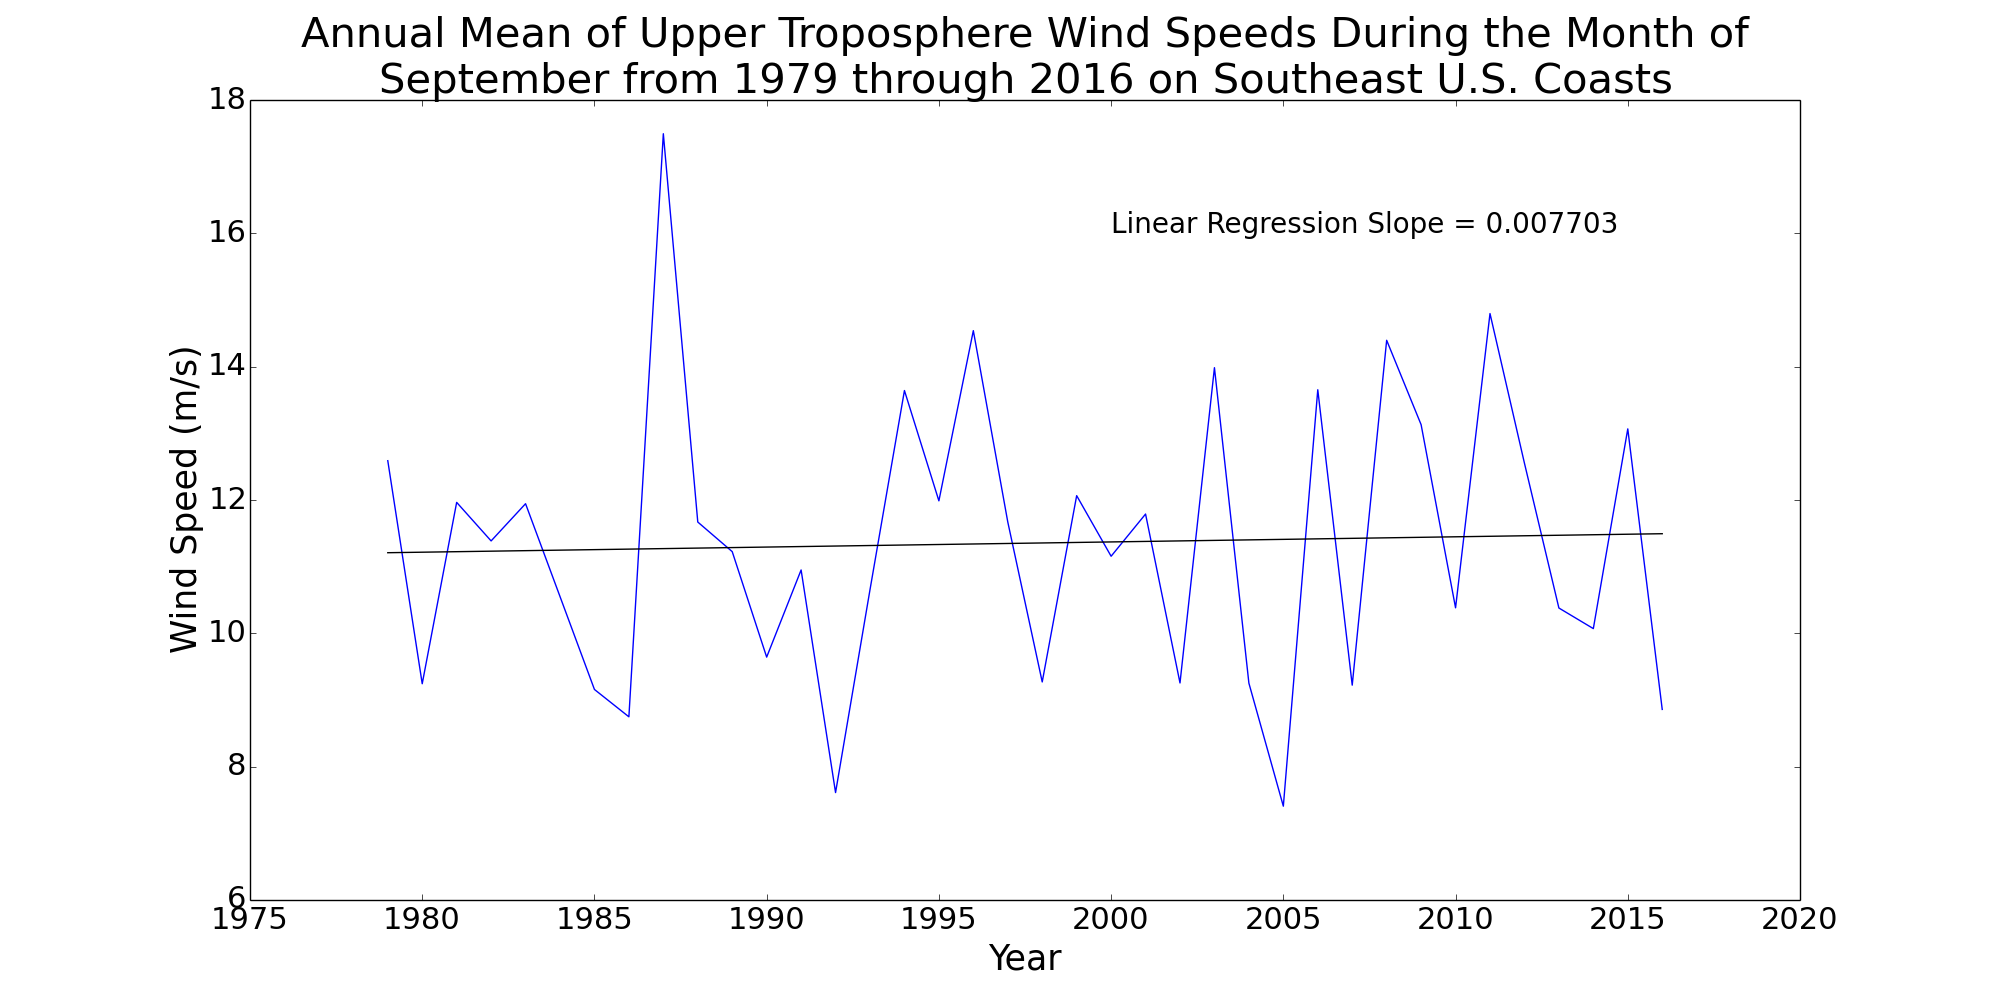 Annual Mean of Upper Troposphere Wind Speeds During the Month of
September from 1979 through 2016 on Southeast U.S. Coasts
18
16
14
12
10
8
6
Wind Speed (m/s)
Linear Regression Slope = 0.007703
1975 1980 1985 1990 1995 2000 2005 2010 2015 2020
Year